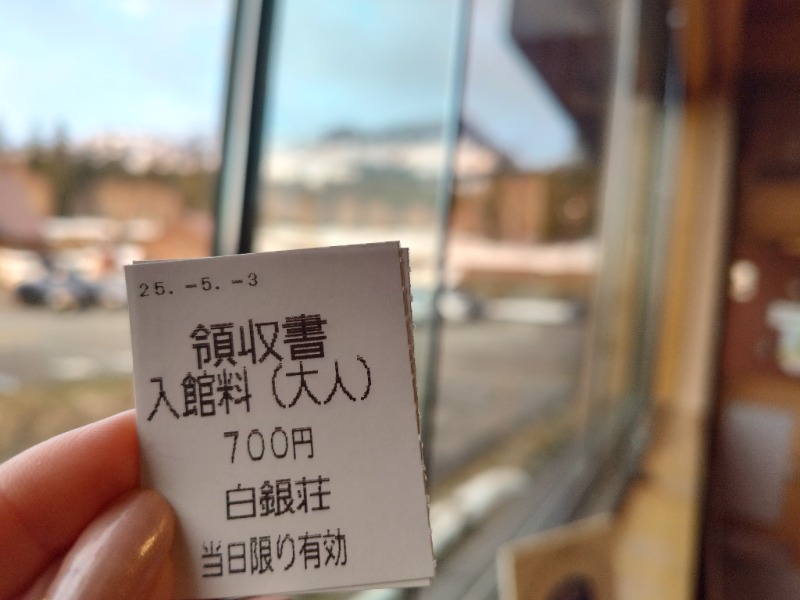 25.-5.-3
領収書
入館料（大人）
700円
白銀荘
当日限り有効